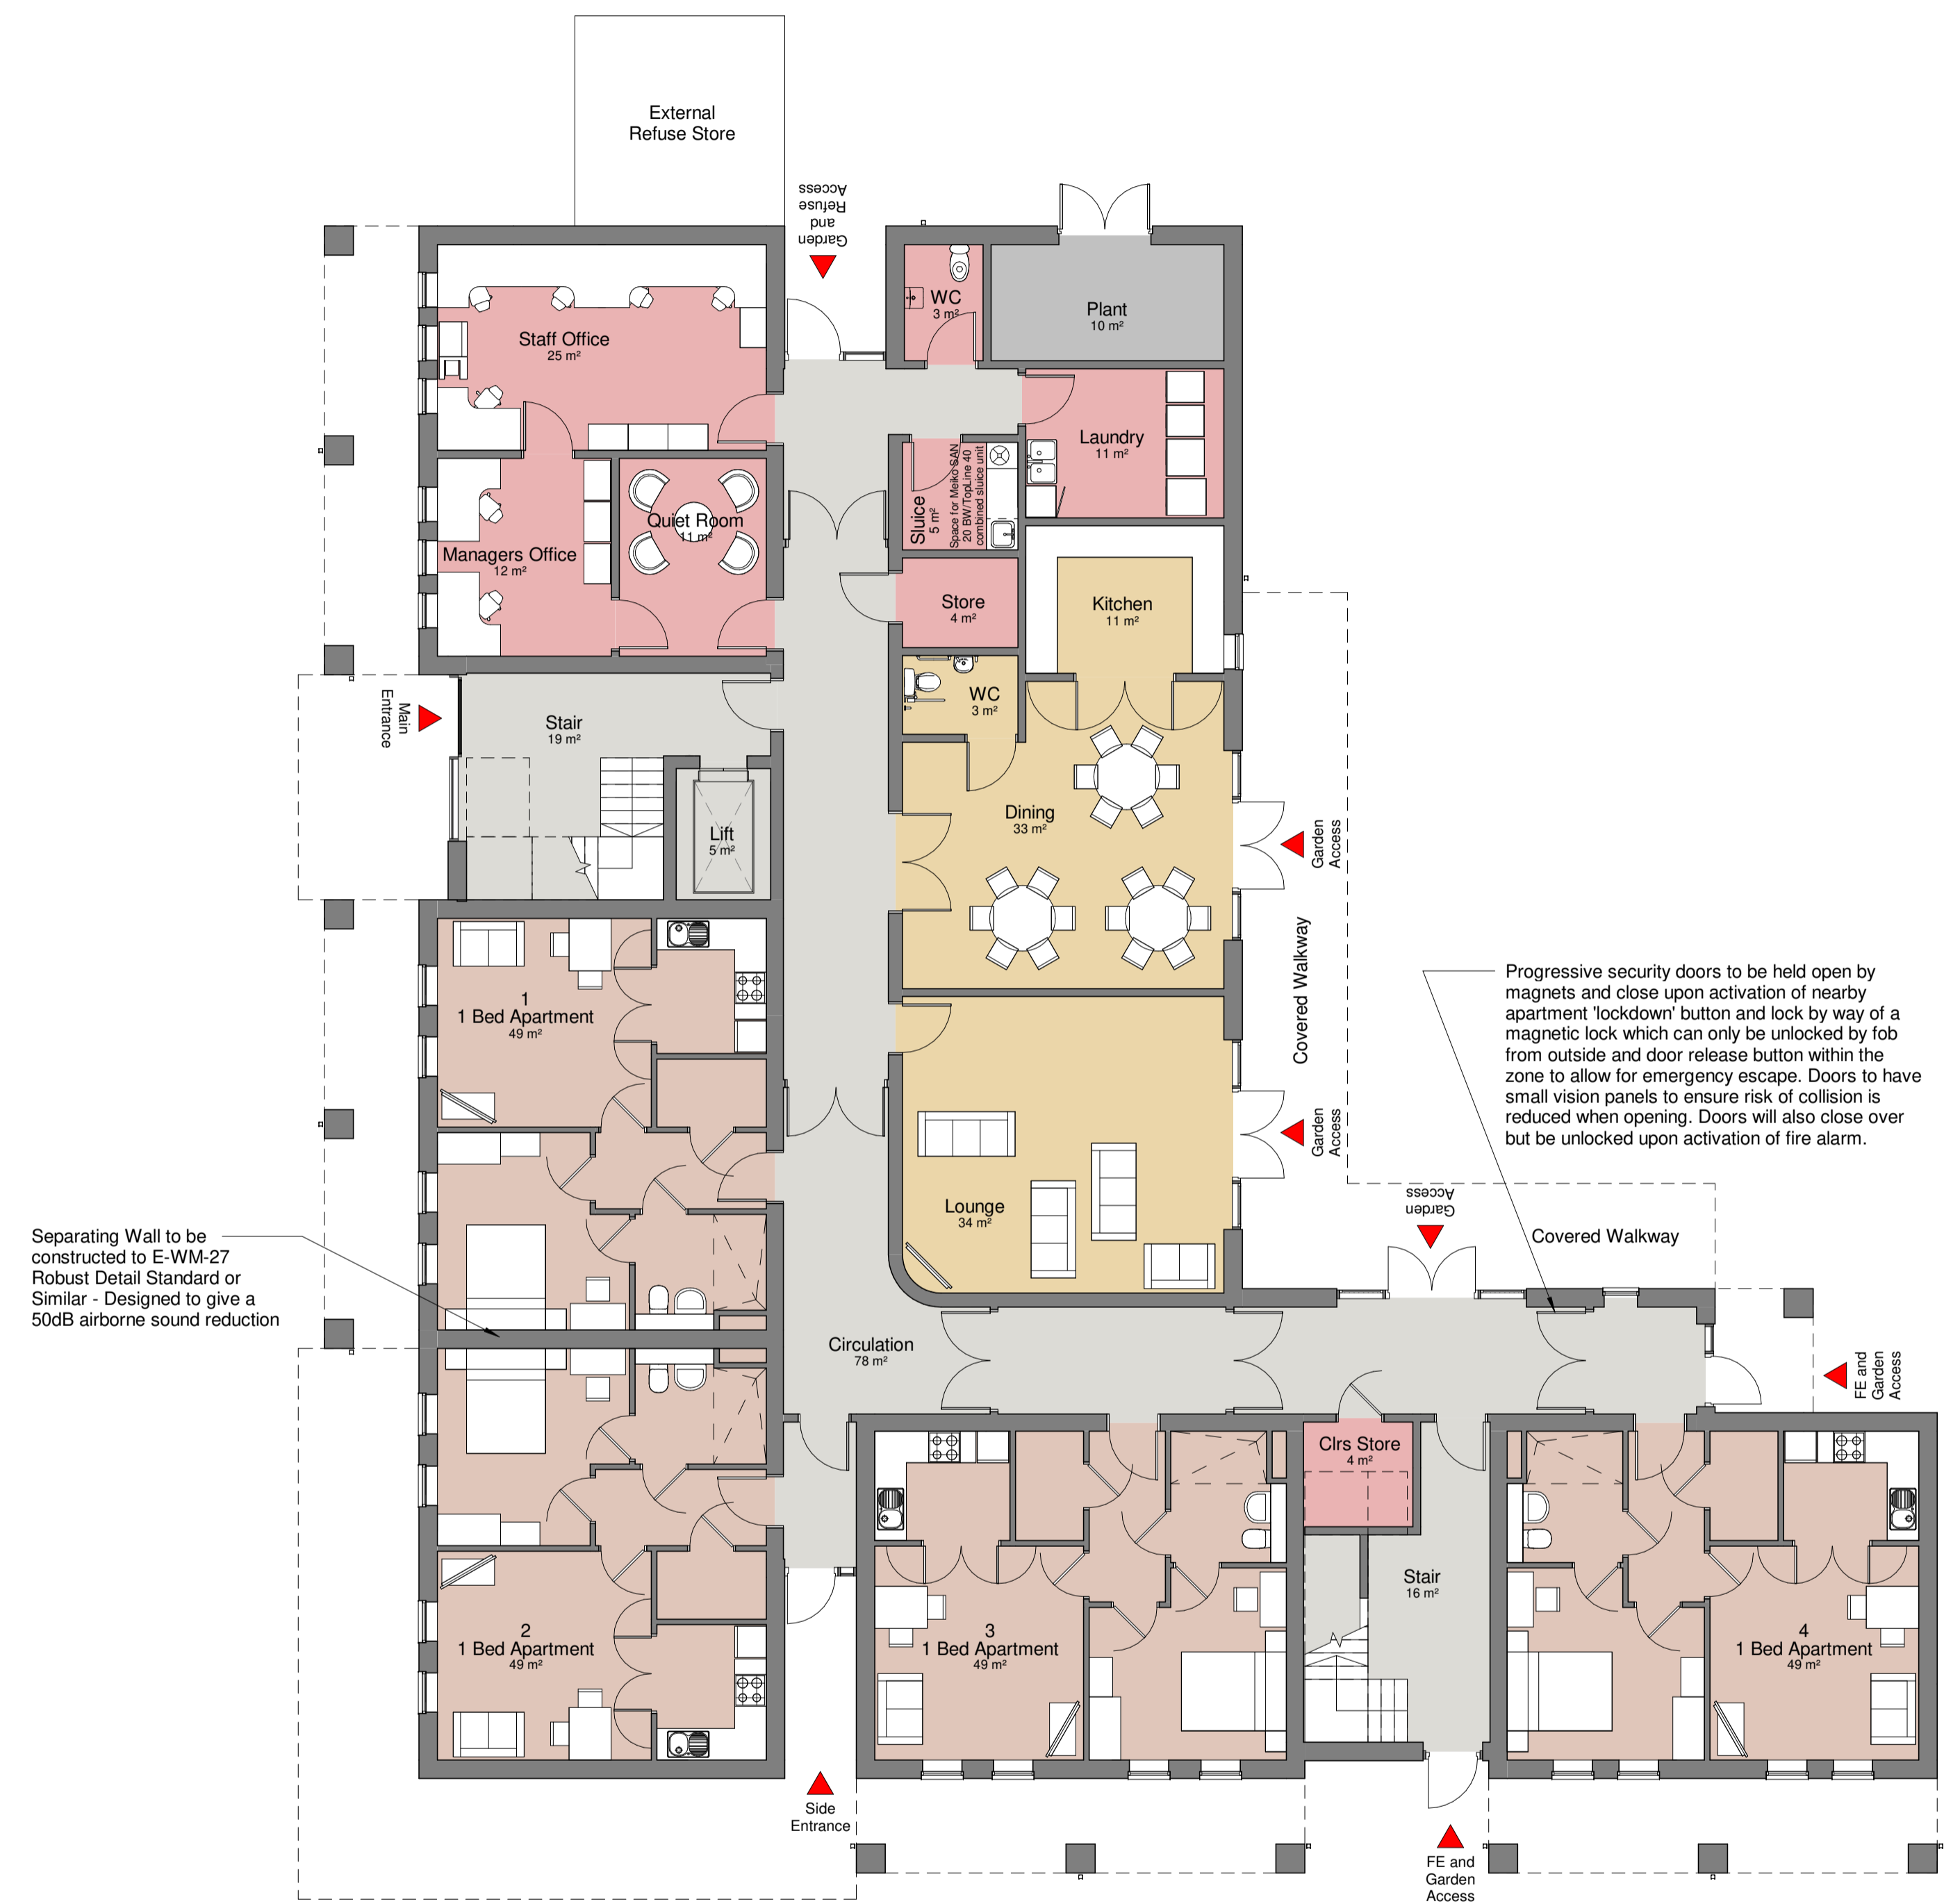 External
Refuse Store
Garden
and
Refuse
Access
WC
3 m²
Plant
10 m²
Staff Office
25 m²
Laundry
11 m²
Sluice
5 m²
Space for Meiko SAN
20 BW/TopLine 40
combined sluice unit
Quiet Room
11 m²
Managers Office
12 m²
Store
4 m²
Kitchen
11 m²
Main
Entrance
Stair
19 m²
WC
3 m²
Lift
5 m²
Dining
33 m²
Garden
Access
Covered Walkway
1
1 Bed Apartment
49 m²
Progressive security doors to be held open by
magnets and close upon activation of nearby
apartment 'lockdown' button and lock by way of a
magnetic lock which can only be unlocked by fob
from outside and door release button within the
zone to allow for emergency escape. Doors to have
small vision panels to ensure risk of collision is
reduced when opening. Doors will also close over
but be unlocked upon activation of fire alarm.
Garden
Access
Lounge
34 m²
Garden
Access
Covered Walkway
Separating Wall to be
constructed to E-WM-27
Robust Detail Standard or
Similar - Designed to give a
50dB airborne sound reduction
Circulation
78 m²
FE and
Garden
Access
Clrs Store
4 m²
Stair
16 m²
2
1 Bed Apartment
49 m²
3
1 Bed Apartment
49 m²
4
1 Bed Apartment
49 m²
Side
Entrance
FE and
Garden
Access